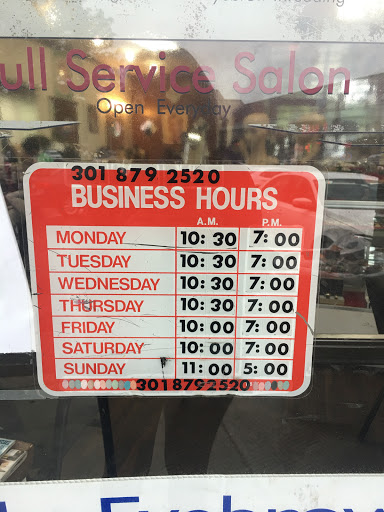 ull Service Salon
Open Everyday
301 879 2520
BUSINESS HOURS
A.M. P.M.
MONDAY 10:30 7:00
TUESDAY 10:30 7:00
WEDNESDAY 10:30 7:00
THURSDAY 10:30 7:00
FRIDAY 10:00 7:00
SATURDAY 10:00 7:00
SUNDAY 11:00 5:00
3018792520
Eyebrow